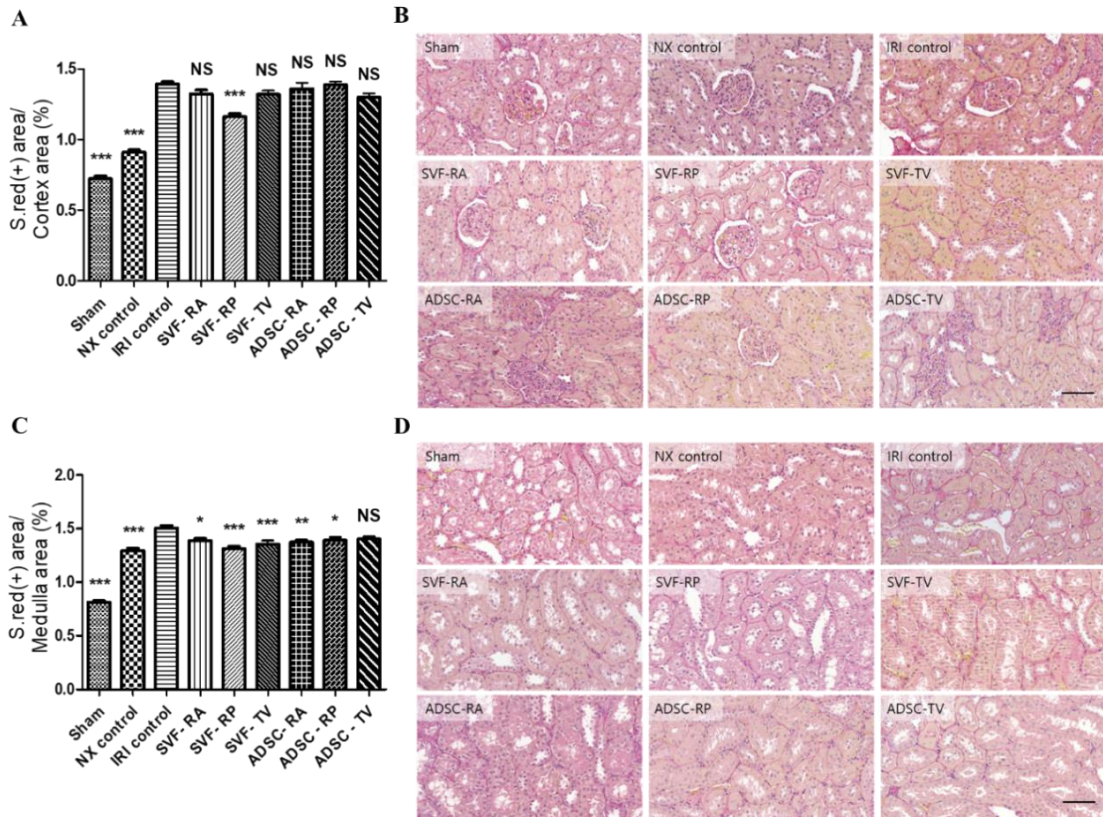 A
S.red(+) area/
Cortex area (%)
1.5
1.0
0.5
0.0
***
***
NS
***
NS
NS
NS
NS
Sham
NX control
IRI control
SVF- RA
SVF- RP
SVF- TV
ADSC- RA
ADSC - RP
ADSC - TV
B
Sham
NX control
IRI control
SVF-RA
SVF-RP
SVF-TV
ADSC-RA
ADSC-RP
ADSC-TV
C
S.red(+) area/
Medulla area (%)
2.0
1.5
1.0
0.5
0.0
***
***
*
***
***
**
*
NS
Sham
NX control
IRI control
SVF- RA
SVF- RP
SVF- TV
ADSC- RA
ADSC - RP
ADSC - TV
D
Sham
NX control
IRI control
SVF-RA
SVF-RP
SVF-TV
ADSC-RA
ADSC-RP
ADSC-TV